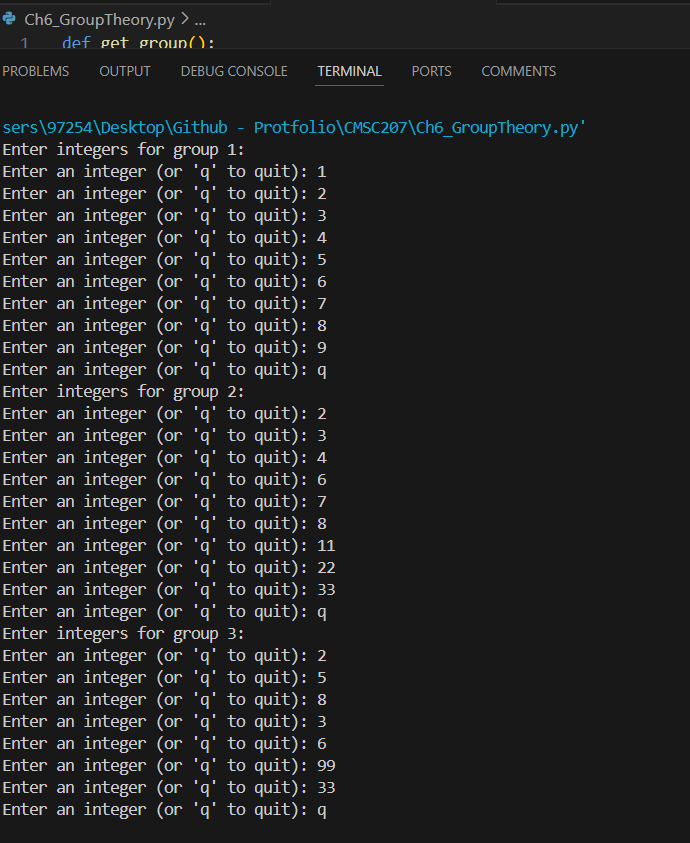 Ch6_GroupTheory.py > ...
1 def get_group():
PROBLEMS OUTPUT DEBUG CONSOLE TERMINAL PORTS COMMENTS
sers\97254\Desktop\Github - Protfolio\CMSC207\Ch6_GroupTheory.py'
Enter integers for group 1:
Enter an integer (or 'q' to quit): 1
Enter an integer (or 'q' to quit): 2
Enter an integer (or 'q' to quit): 3
Enter an integer (or 'q' to quit): 4
Enter an integer (or 'q' to quit): 5
Enter an integer (or 'q' to quit): 6
Enter an integer (or 'q' to quit): 7
Enter an integer (or 'q' to quit): 8
Enter an integer (or 'q' to quit): 9
Enter an integer (or 'q' to quit): q
Enter integers for group 2:
Enter an integer (or 'q' to quit): 2
Enter an integer (or 'q' to quit): 3
Enter an integer (or 'q' to quit): 4
Enter an integer (or 'q' to quit): 6
Enter an integer (or 'q' to quit): 7
Enter an integer (or 'q' to quit): 8
Enter an integer (or 'q' to quit): 11
Enter an integer (or 'q' to quit): 22
Enter an integer (or 'q' to quit): 33
Enter an integer (or 'q' to quit): q
Enter integers for group 3:
Enter an integer (or 'q' to quit): 2
Enter an integer (or 'q' to quit): 5
Enter an integer (or 'q' to quit): 8
Enter an integer (or 'q' to quit): 3
Enter an integer (or 'q' to quit): 6
Enter an integer (or 'q' to quit): 99
Enter an integer (or 'q' to quit): 33
Enter an integer (or 'q' to quit): q